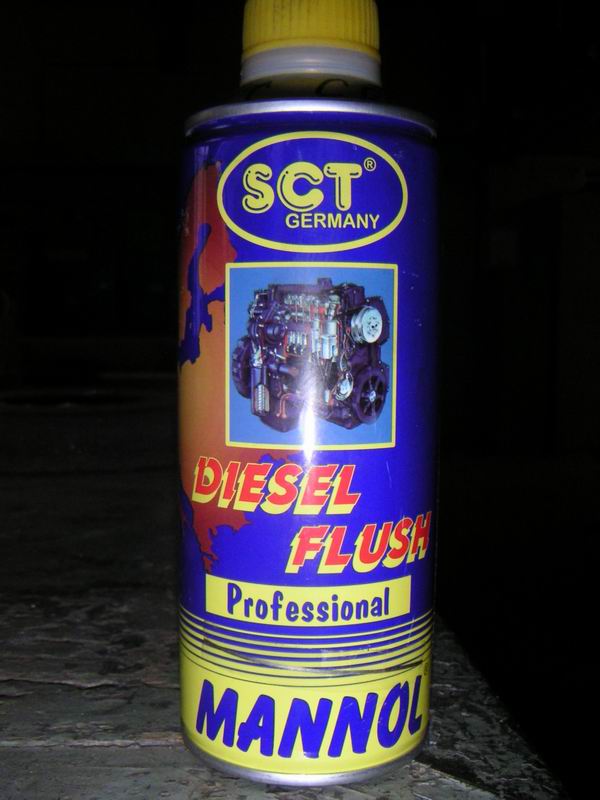 SCT®
GERMANY
DIESEL
FLUSH
Professional
MANNOL